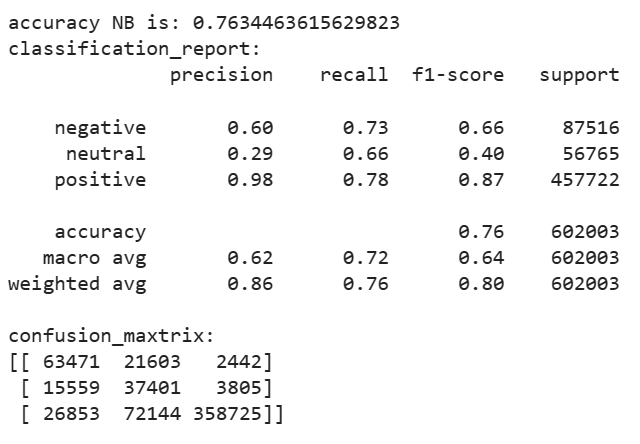 accuracy NB is: 0.7634463615629823
classification_report:
precision recall f1-score support
negative 0.60 0.73 0.66 87516
neutral 0.29 0.66 0.40 56765
positive 0.98 0.78 0.87 457722
accuracy 0.76 602003
macro avg 0.62 0.72 0.64 602003
weighted avg 0.86 0.76 0.80 602003
confusion_maxtrix:
[[ 63471 21603 2442]
[ 15559 37401 3805]
[ 26853 72144 358725]]